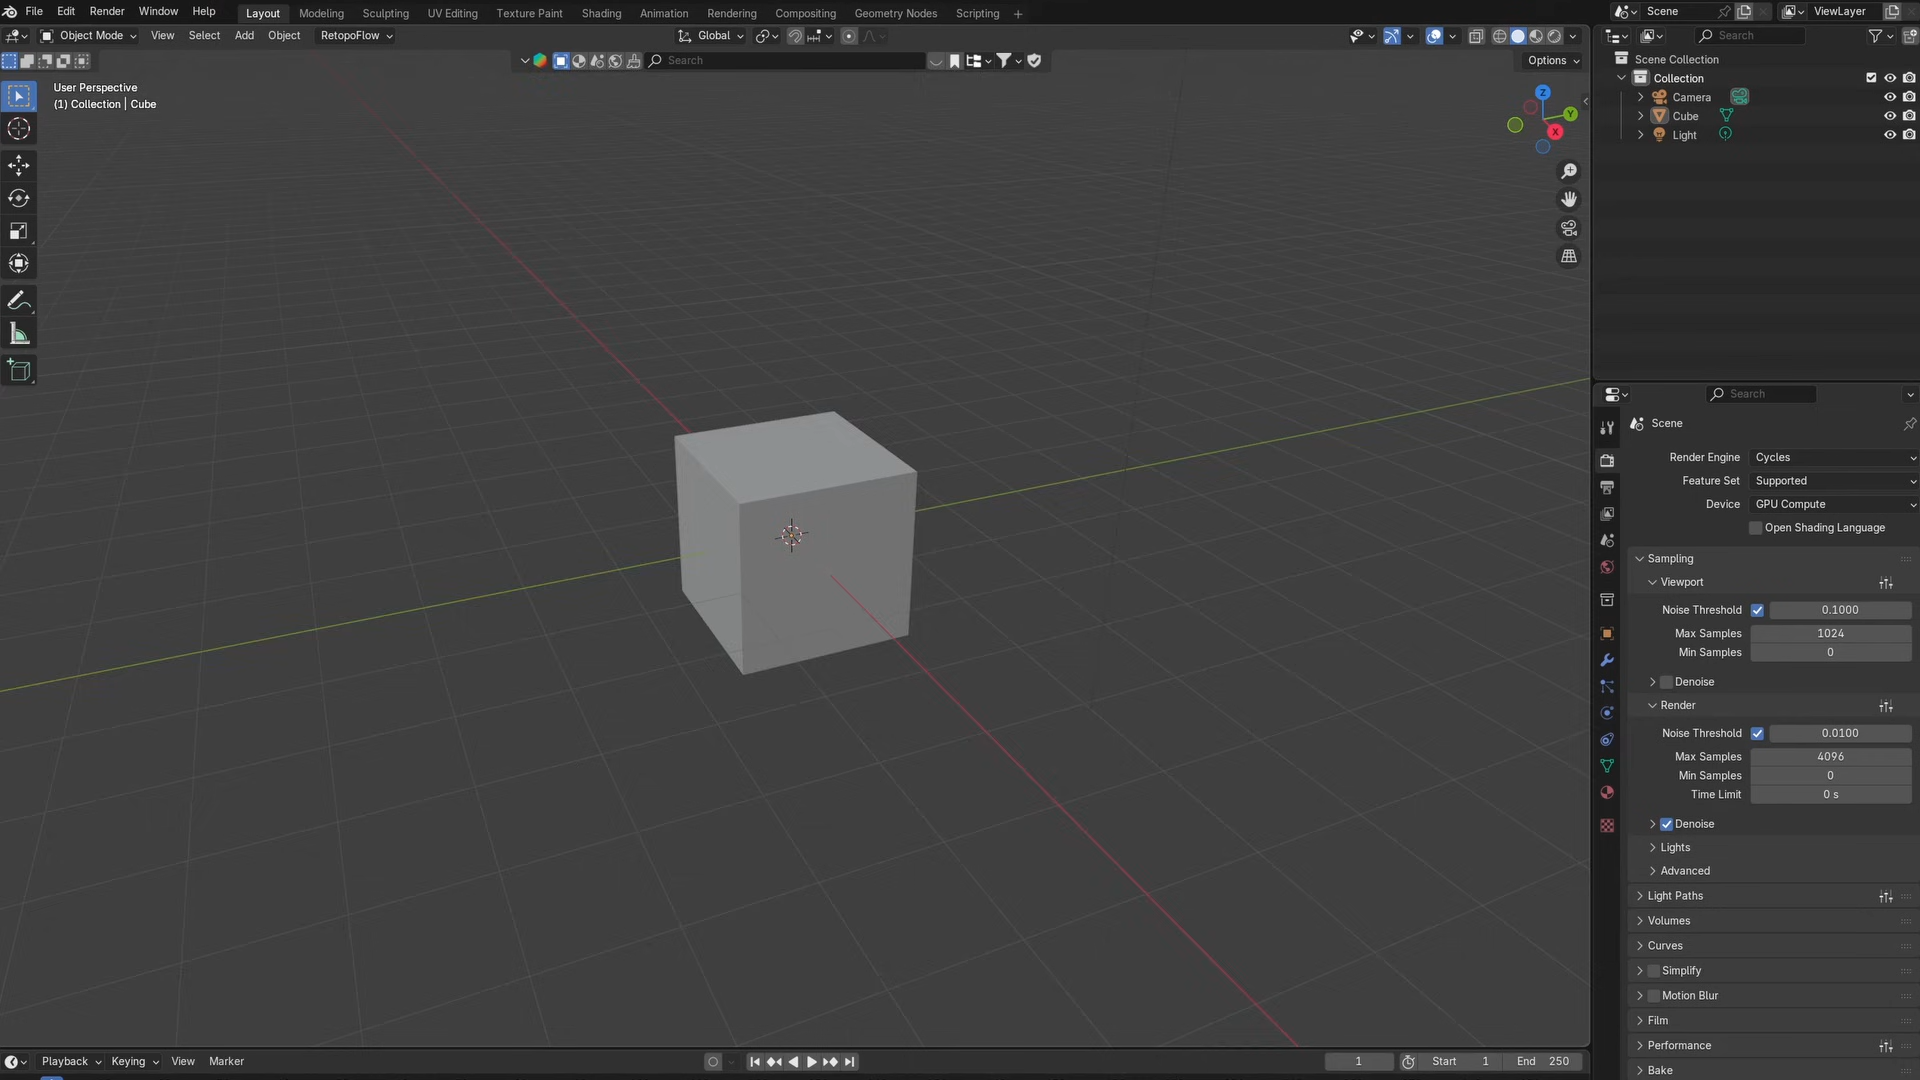 File Edit Render Window Help
Layout Modeling Sculpting UV Editing Texture Paint Shading Animation Rendering Compositing Geometry Nodes Scripting +
Scene
ViewLayer
Object Mode View Select Add Object RetopoFlow
Global
Search
Options
User Perspective
(1) Collection | Cube
Z
Y
X
Search
Scene Collection
Collection
Camera
Cube
Light
Search
Scene
Render Engine Cycles
Feature Set Supported
Device GPU Compute
Open Shading Language
Sampling
Viewport
Noise Threshold 0.1000
Max Samples 1024
Min Samples 0
Denoise
Render
Noise Threshold 0.0100
Max Samples 4096
Min Samples 0
Time Limit 0 s
Denoise
Lights
Advanced
Light Paths
Volumes
Curves
Simplify
Motion Blur
Film
Performance
Bake
Playback Keying View Marker
1
Start 1 End 250